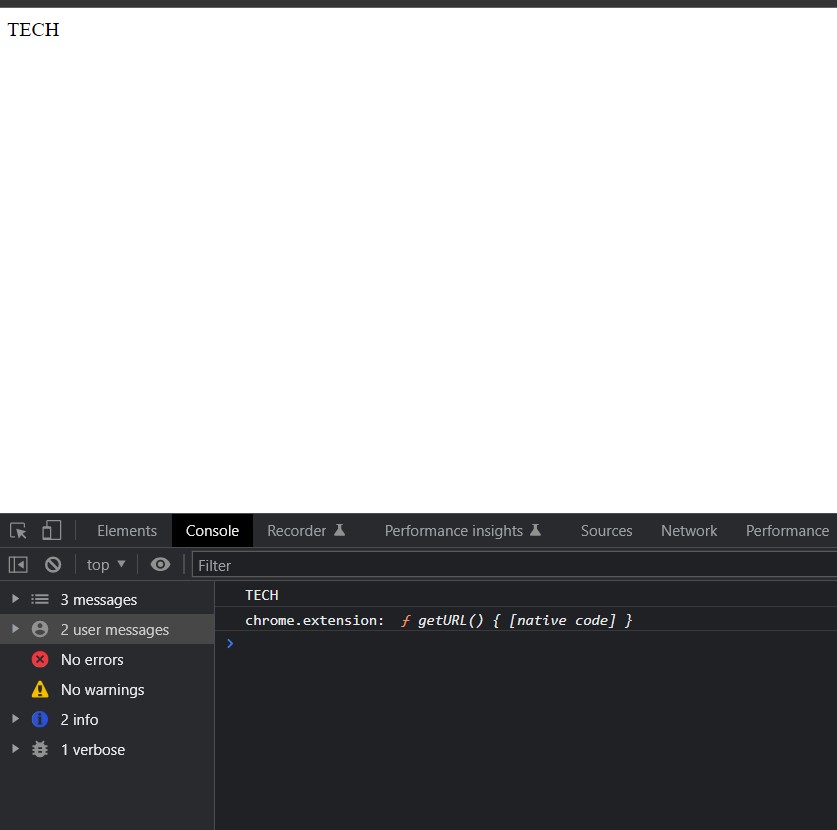 TECH
Elements Console Recorder Performance insights Sources Network Performance
top Filter
3 messages
2 user messages
No errors
No warnings
2 info
1 verbose
TECH
chrome.extension: ƒ getURL() { [native code] }